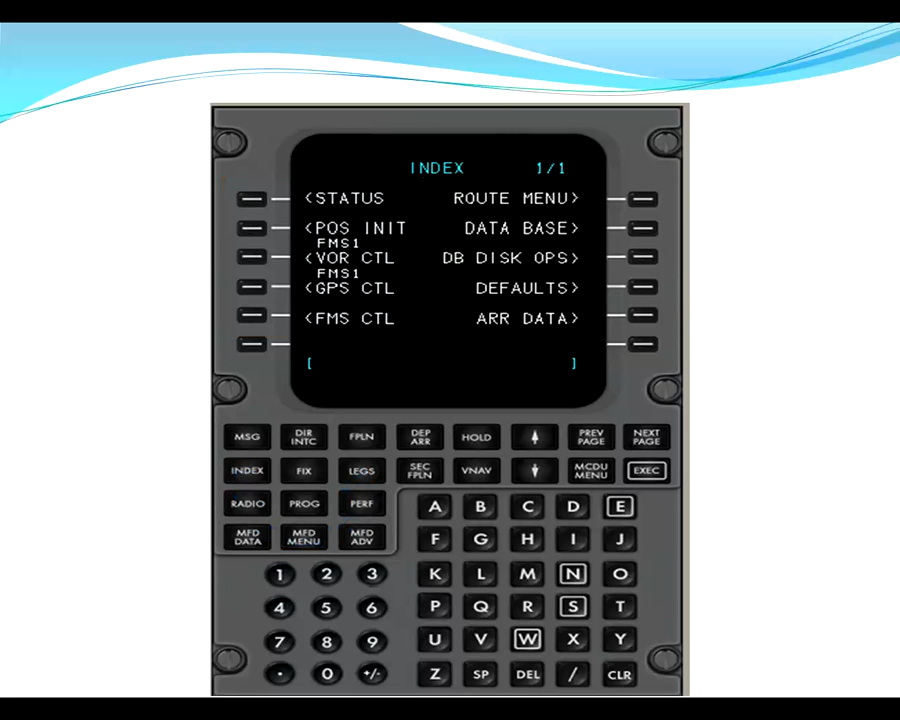 INDEX 1/1
<STATUS ROUTE MENU>
<POS INIT DATA BASE>
FMS1
<VOR CTL DB DISK OPS>
FMS1
<GPS CTL DEFAULTS>
<FMS CTL ARR DATA>
[ ]
MSG DIR INTC FPLN DEP ARR HOLD PREV PAGE NEXT PAGE
INDEX FIX LEGS SEC FPLN VNAV MCDU MENU EXEC
RADIO PROG PERF
A B C D E
MFD DATA MFD MENU MFD ADV
F G H I J
1 2 3 K L M N O
4 5 6 P Q R S T
7 8 9 U V W X Y
. 0 +/- Z SP DEL / CLR